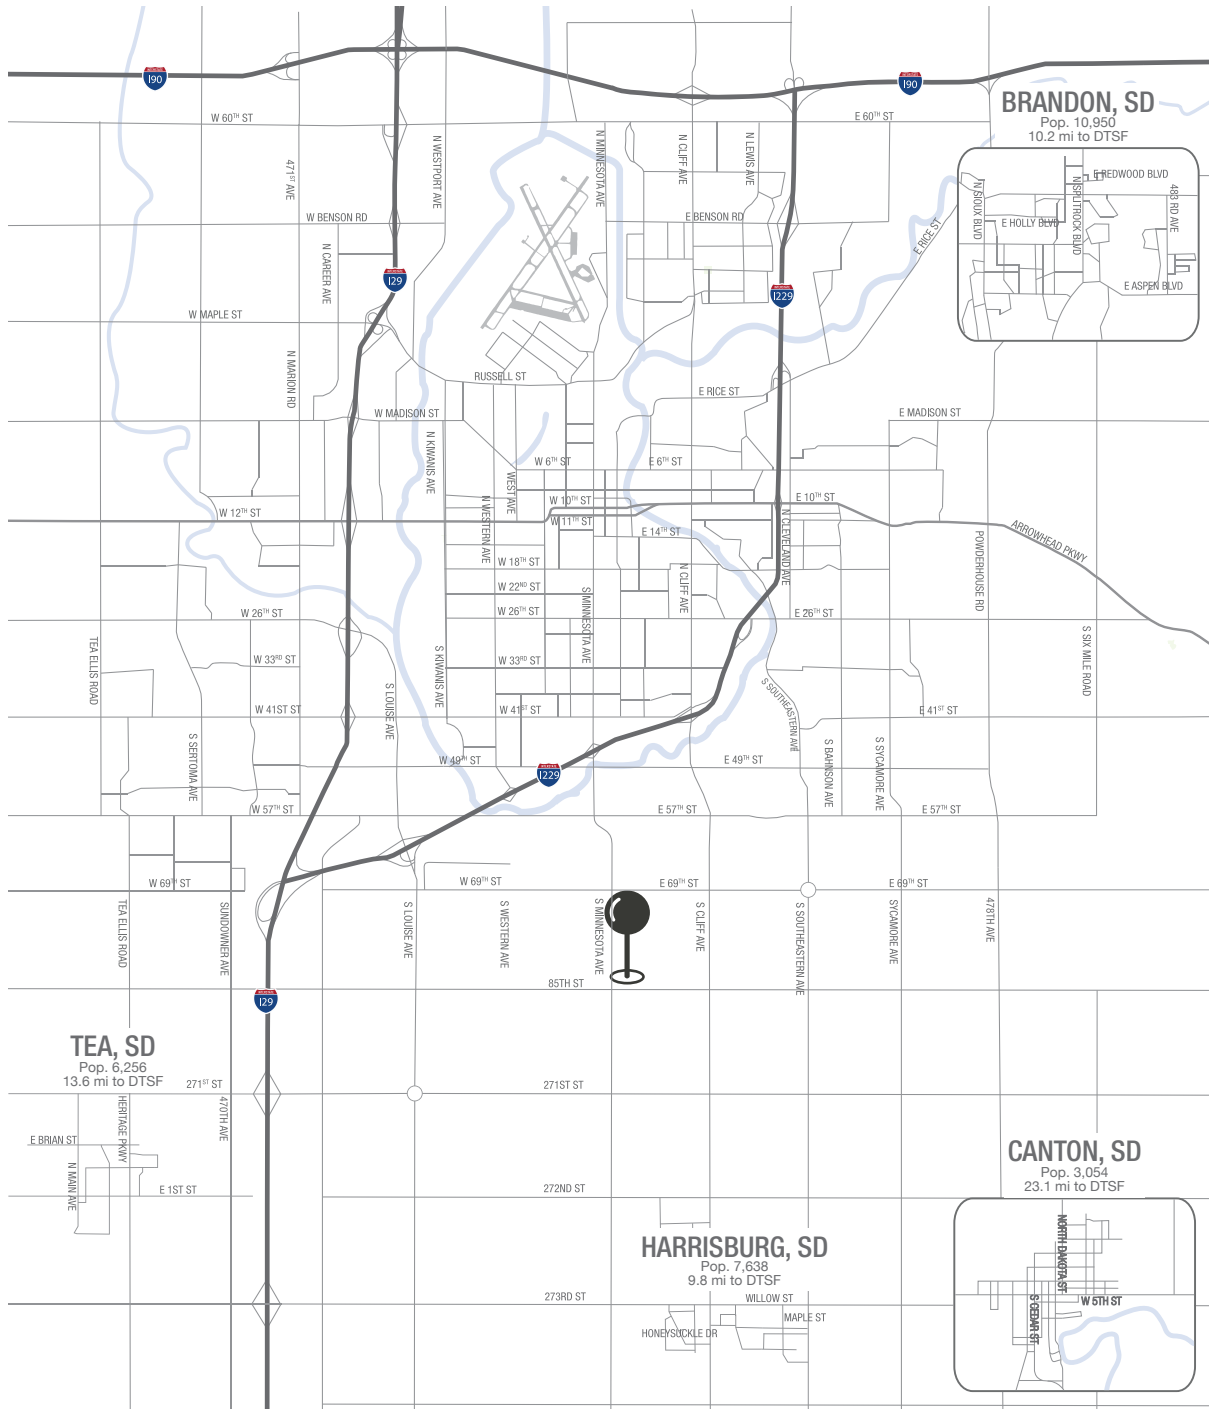 I90
I90
BRANDON, SD
Pop. 10,950
10.2 mi to DTSF
W 60TH ST
E 60TH ST
471ST AVE
N WESTPORT AVE
N MINNESOTA AVE
N CLIFF AVE
N LEWIS AVE
E REDWOOD BLVD
N SIOUX BLVD
N SPLITROCK BLVD
483 RD AVE
E HOLLY BLVD
E ASPEN BLVD
W BENSON RD
E BENSON RD
E RICE ST
N CAREER AVE
I29
I229
W MAPLE ST
N MARION RD
RUSSELL ST
E RICE ST
W MADISON ST
E MADISON ST
N KIWANIS AVE
W 6TH ST
E 6TH ST
WEST AVE
W 10TH ST
E 10TH ST
W 12TH ST
N WESTERN AVE
W 11TH ST
E 14TH ST
N CLEVELAND AVE
ARROWHEAD PKWY
POWDERHOUSE RD
W 18TH ST
N CLIFF AVE
W 22ND ST
S MINNESOTA AVE
W 26TH ST
W 26TH ST
E 26TH ST
TEA ELLIS ROAD
S SIX MILE ROAD
W 33RD ST
S KIWANIS AVE
W 33RD ST
S LOUISE AVE
S SOUTHEASTERN AVE
W 41ST ST
W 41ST ST
E 41ST ST
S SERTOMA AVE
S BAHNSON AVE
S SYCAMORE AVE
W 49TH ST
E 49TH ST
I229
W 57TH ST
E 57TH ST
E 57TH ST
W 69TH ST
W 69TH ST
E 69TH ST
E 69TH ST
TEA ELLIS ROAD
SUNDOWNER AVE
S LOUISE AVE
S WESTERN AVE
S MINNESOTA AVE
S CLIFF AVE
S SOUTHEASTERN AVE
SYCAMORE AVE
478TH AVE
85TH ST
I29
TEA, SD
Pop. 6,256
13.6 mi to DTSF
271ST ST
271ST ST
HERITAGE PKWY
470TH AVE
E BRIAN ST
N MAIN AVE
E 1ST ST
272ND ST
CANTON, SD
Pop. 3,054
23.1 mi to DTSF
HARRISBURG, SD
Pop. 7,638
9.8 mi to DTSF
NORTH DAKOTA ST
S CEDAR ST
W 5TH ST
273RD ST
WILLOW ST
MAPLE ST
HONEYSUCKLE DR